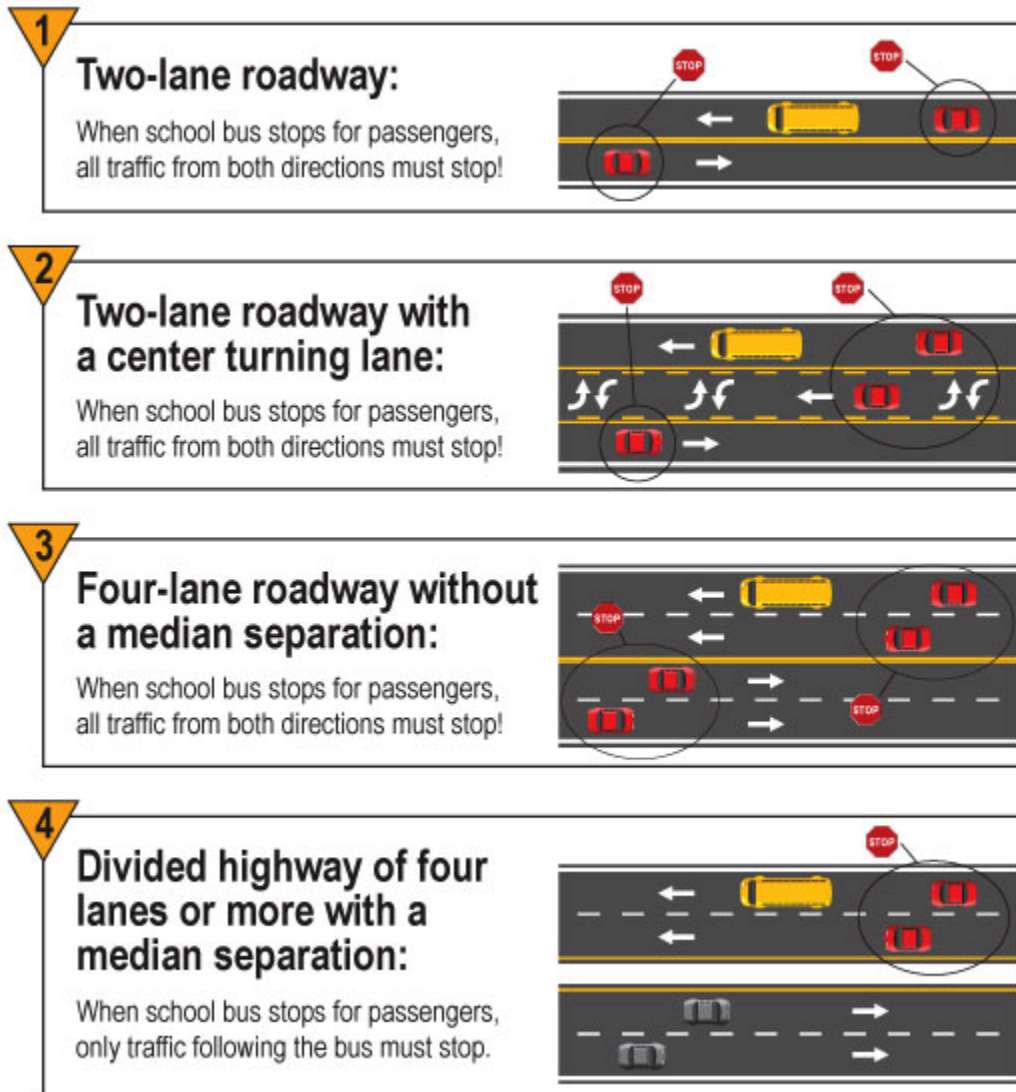 1
Two-lane roadway:
When school bus stops for passengers,
all traffic from both directions must stop!
STOP
STOP
2
Two-lane roadway with
a center turning lane:
When school bus stops for passengers,
all traffic from both directions must stop!
STOP
STOP
3
Four-lane roadway without
a median separation:
When school bus stops for passengers,
all traffic from both directions must stop!
STOP
STOP
4
Divided highway of four
lanes or more with a
median separation:
When school bus stops for passengers,
only traffic following the bus must stop.
STOP